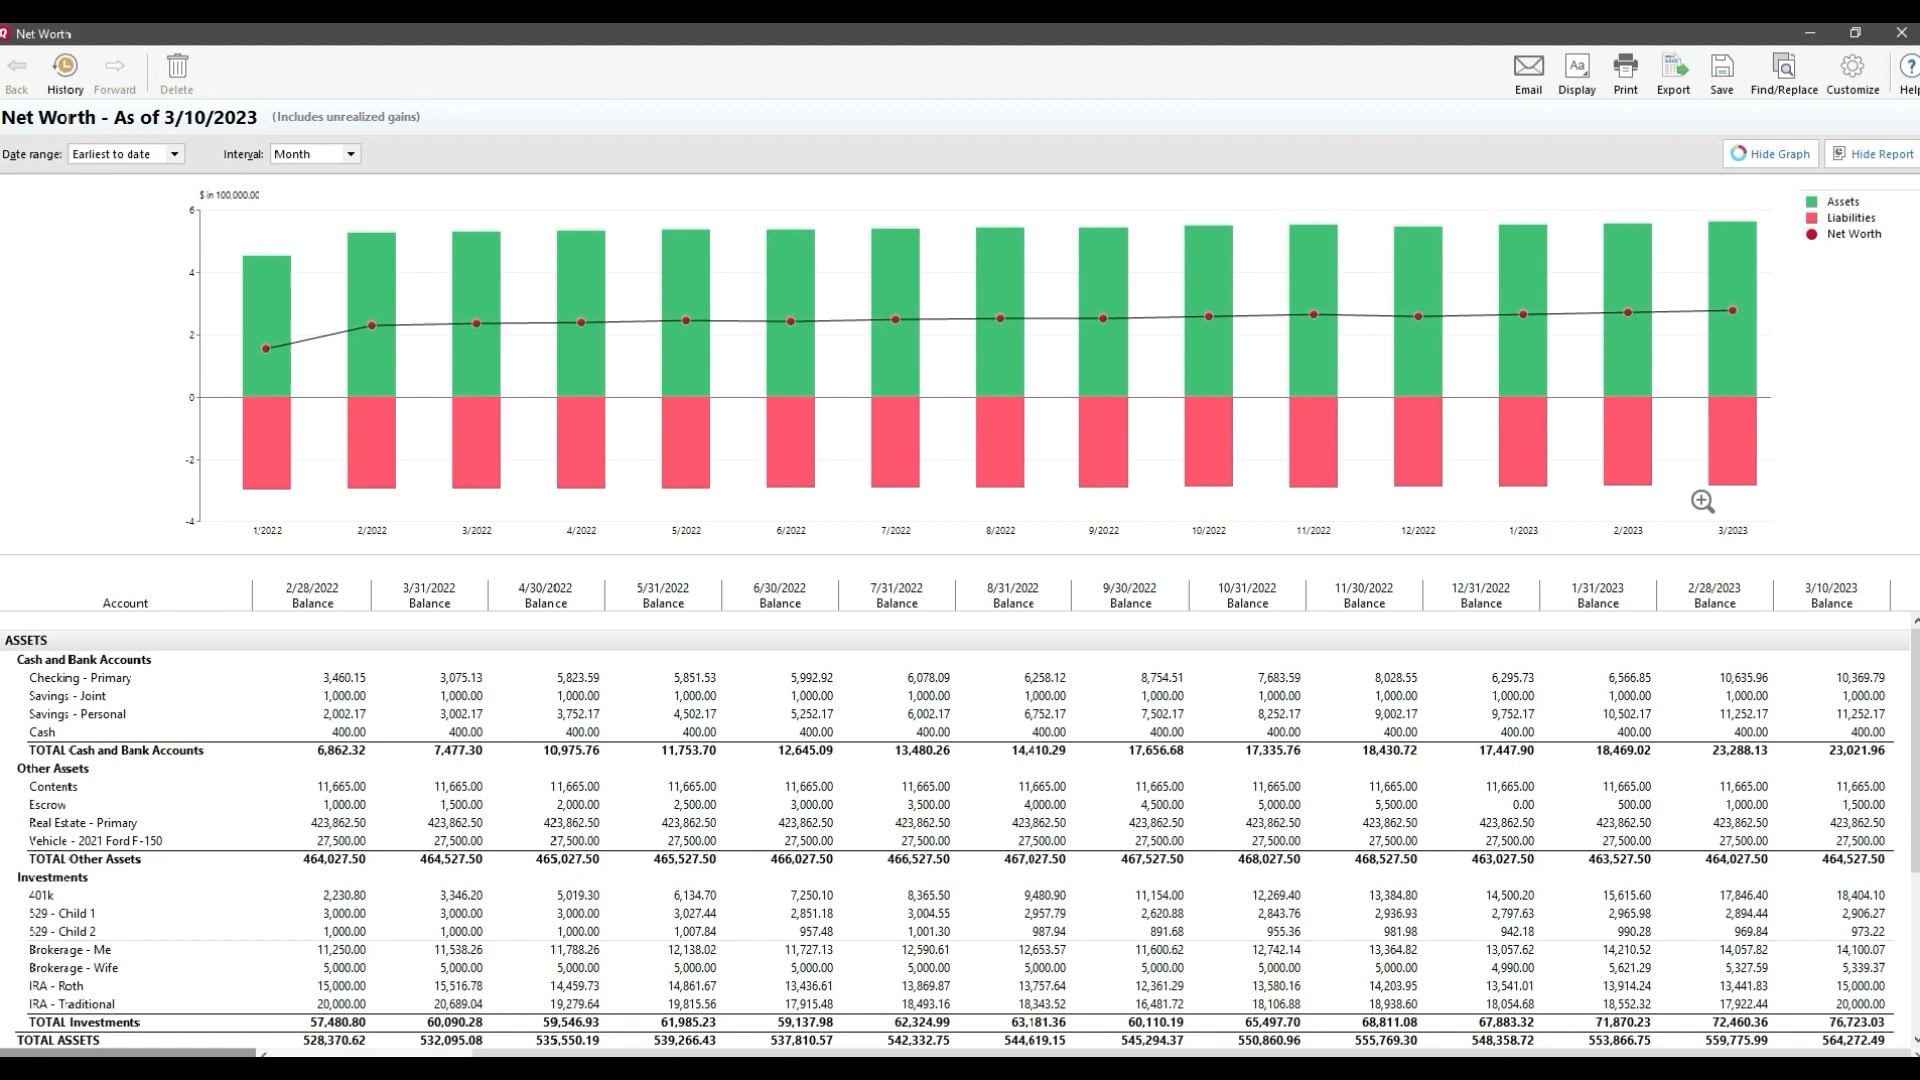 Net Worth
Back History Forward Delete Email Display Print Export Save Find/Replace Customize Help
Net Worth - As of 3/10/2023 (Includes unrealized gains)
Date range: Earliest to date Interval: Month Hide Graph Hide Report
$ in 100,000.00
Assets
Liabilities
Net Worth
6
4
2
0
-2
-4
1/2022 2/2022 3/2022 4/2022 5/2022 6/2022 7/2022 8/2022 9/2022 10/2022 11/2022 12/2022 1/2023 2/2023 3/2023
2/28/2022 3/31/2022 4/30/2022 5/31/2022 6/30/2022 7/31/2022 8/31/2022 9/30/2022 10/31/2022 11/30/2022 12/31/2022 1/31/2023 2/28/2023 3/10/2023
Account Balance Balance Balance Balance Balance Balance Balance Balance Balance Balance Balance Balance Balance Balance
ASSETS
Cash and Bank Accounts
Checking - Primary 3,460.15 3,075.13 5,823.59 5,851.53 5,992.92 6,078.09 6,258.12 8,754.51 7,683.59 8,028.55 6,295.73 6,566.85 10,635.96 10,369.79
Savings - Joint 1,000.00 1,000.00 1,000.00 1,000.00 1,000.00 1,000.00 1,000.00 1,000.00 1,000.00 1,000.00 1,000.00 1,000.00 1,000.00 1,000.00
Savings - Personal 2,002.17 3,002.17 3,752.17 4,502.17 5,252.17 6,002.17 6,752.17 7,502.17 8,252.17 9,002.17 9,752.17 10,502.17 11,252.17 11,252.17
Cash 400.00 400.00 400.00 400.00 400.00 400.00 400.00 400.00 400.00 400.00 400.00 400.00 400.00 400.00
TOTAL Cash and Bank Accounts 6,862.32 7,477.30 10,975.76 11,753.70 12,645.09 13,480.26 14,410.29 17,656.68 17,335.76 18,430.72 17,447.90 18,469.02 23,288.13 23,021.96
Other Assets
Contents 11,665.00 11,665.00 11,665.00 11,665.00 11,665.00 11,665.00 11,665.00 11,665.00 11,665.00 11,665.00 11,665.00 11,665.00 11,665.00 11,665.00
Escrow 1,000.00 1,500.00 2,000.00 2,500.00 3,000.00 3,500.00 4,000.00 4,500.00 5,000.00 5,500.00 0.00 500.00 1,000.00 1,500.00
Real Estate - Primary 423,862.50 423,862.50 423,862.50 423,862.50 423,862.50 423,862.50 423,862.50 423,862.50 423,862.50 423,862.50 423,862.50 423,862.50 423,862.50 423,862.50
Vehicle - 2021 Ford F-150 27,500.00 27,500.00 27,500.00 27,500.00 27,500.00 27,500.00 27,500.00 27,500.00 27,500.00 27,500.00 27,500.00 27,500.00 27,500.00 27,500.00
TOTAL Other Assets 464,027.50 464,527.50 465,027.50 465,527.50 466,027.50 466,527.50 467,027.50 467,527.50 468,027.50 468,527.50 463,027.50 463,527.50 464,027.50 464,527.50
Investments
401k 2,230.80 3,346.20 5,019.30 6,134.70 7,250.10 8,365.50 9,480.90 11,154.00 12,269.40 13,384.80 14,500.20 15,615.60 17,846.40 18,404.10
529 - Child 1 3,000.00 3,000.00 3,000.00 3,027.44 2,851.18 3,004.55 2,957.79 2,620.88 2,843.76 2,936.93 2,797.63 2,965.98 2,894.44 2,906.27
529 - Child 2 1,000.00 1,000.00 1,000.00 1,007.84 957.48 1,001.30 987.94 891.68 955.36 981.98 942.18 990.28 969.84 973.22
Brokerage - Me 11,250.00 11,538.26 11,788.26 12,138.02 11,727.13 12,590.61 12,653.57 11,600.62 12,742.14 13,364.82 13,057.62 14,210.52 14,057.82 14,100.07
Brokerage - Wife 5,000.00 5,000.00 5,000.00 5,000.00 5,000.00 5,000.00 5,000.00 5,000.00 5,000.00 5,000.00 4,990.00 5,621.29 5,327.59 5,339.37
IRA - Roth 15,000.00 15,516.78 14,459.73 14,861.67 13,436.61 13,869.87 13,757.64 12,361.29 13,580.16 14,203.95 13,541.01 13,914.24 13,441.83 15,000.00
IRA - Traditional 20,000.00 20,689.04 19,279.64 19,815.56 17,915.48 18,493.16 18,343.52 16,481.72 18,106.88 18,938.60 18,054.68 18,552.32 17,922.44 20,000.00
TOTAL Investments 57,480.80 60,090.28 59,546.93 61,985.23 59,137.98 62,324.99 63,181.36 60,110.19 65,497.70 68,811.08 67,883.32 71,870.23 72,460.36 76,723.03
TOTAL ASSETS 528,370.62 532,095.08 535,550.19 539,266.43 537,810.57 542,332.75 544,619.15 545,294.37 550,860.96 555,769.30 548,358.72 553,866.75 559,775.99 564,272.49